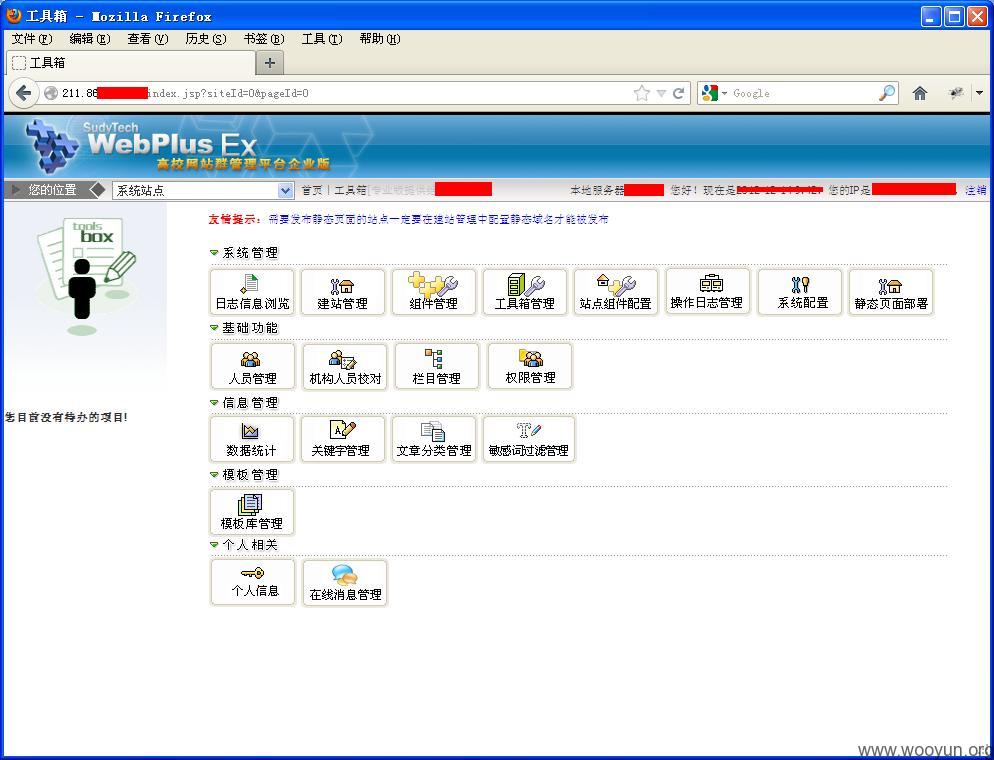 工具箱 - Mozilla Firefox
文件(F) 编辑(E) 查看(V) 历史(S) 书签(B) 工具(T) 帮助(H)
工具箱
211.86 index.jsp?siteId=0&pageId=0
Google
SudyTech
WebPlus Ex
高校网站群管理平台企业版
您的位置 系统站点 首页 | 工具箱 本地服务器 您好！现在是 您的IP是 注销
tools
box
友情提示： 需要发布静态页面的站点一定要在建站管理中配置静态域名才能被发布
系统管理
日志信息浏览 建站管理 组件管理 工具箱管理 站点组件配置 操作日志管理 系统配置 静态页面部署
基础功能
人员管理 机构人员校对 栏目管理 权限管理
您目前没有待办的项目!
信息管理
数据统计 关键字管理 文章分类管理 敏感词过滤管理
模板管理
模板库管理
个人相关
个人信息 在线消息管理
www.wooyun.org